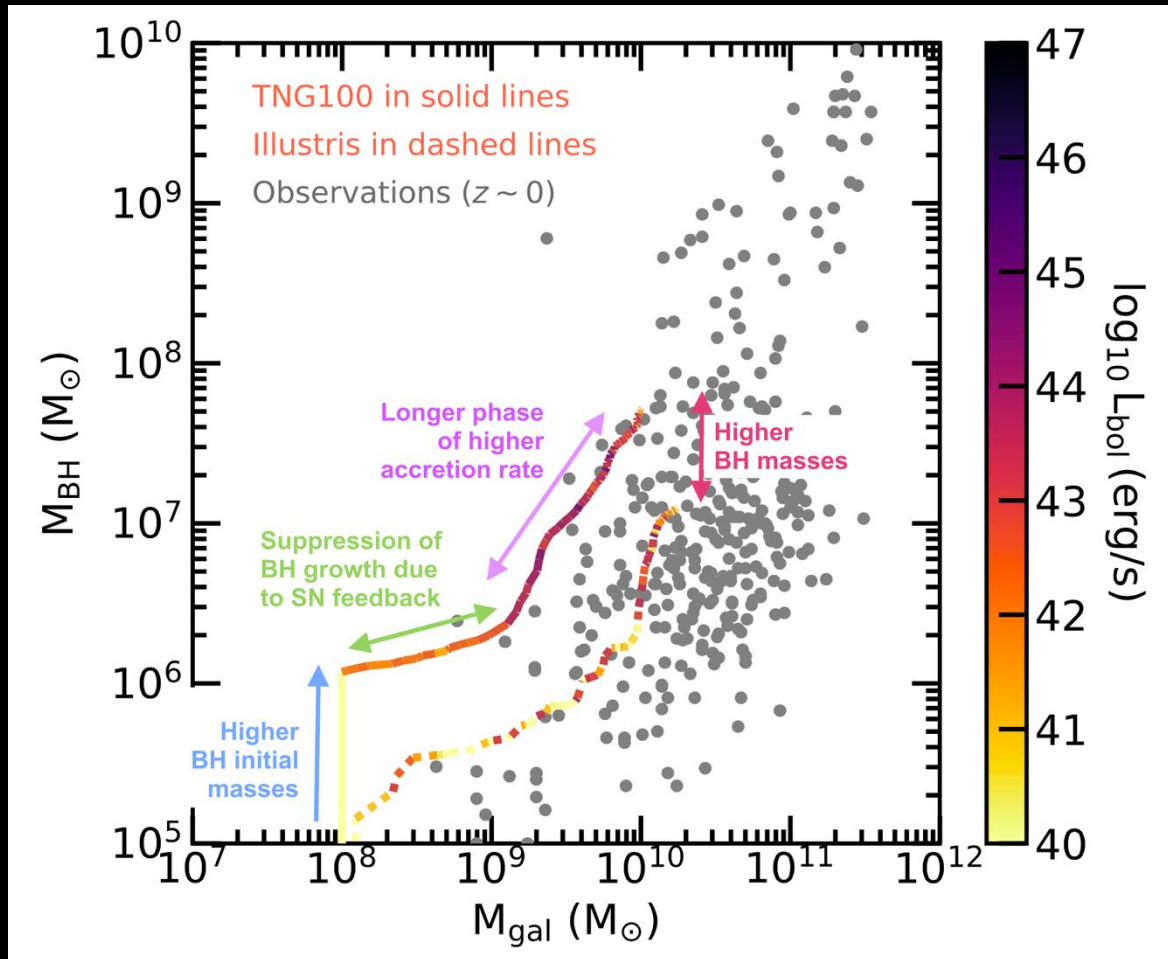 TNG100 in solid lines
Illustris in dashed lines
Observations (z ~ 0)
Longer phase
of higher
accretion rate
Higher
BH masses
Suppression of
BH growth due
to SN feedback
Higher
BH initial
masses
M_BH (M_⊙)
10^10
10^9
10^8
10^7
10^6
10^5
10^7 10^8 10^9 10^10 10^11 10^12
M_gal (M_⊙)
47
46
45
44
43
42
41
40
log_10 L_bol (erg/s)